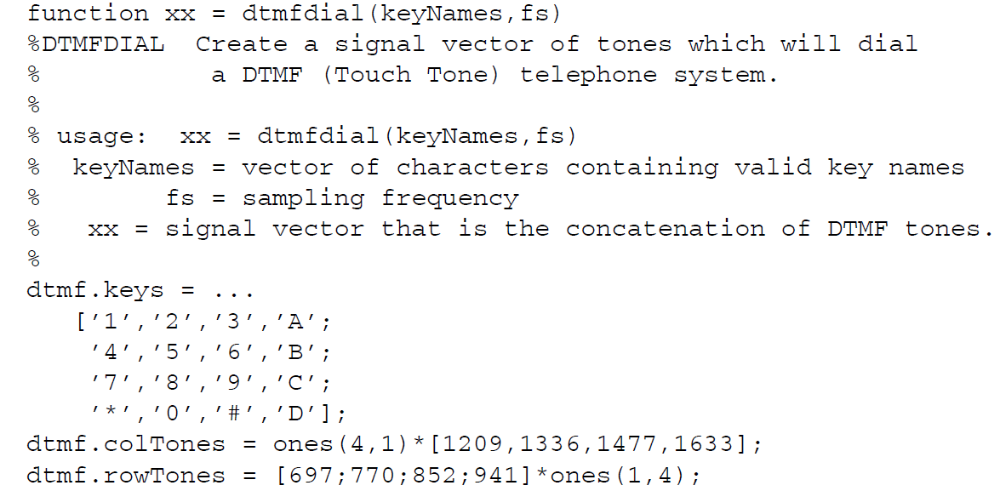 function xx = dtmfdial(keyNames,fs)
%DTMFDIAL  Create a signal vector of tones which will dial
%           a DTMF (Touch Tone) telephone system.
%
% usage:  xx = dtmfdial(keyNames,fs)
%  keyNames = vector of characters containing valid key names
%        fs = sampling frequency
%   xx = signal vector that is the concatenation of DTMF tones.
%
dtmf.keys = ...
   ['1','2','3','A';
    '4','5','6','B';
    '7','8','9','C';
    '*','0','#','D'];
dtmf.colTones = ones(4,1)*[1209,1336,1477,1633];
dtmf.rowTones = [697;770;852;941]*ones(1,4);